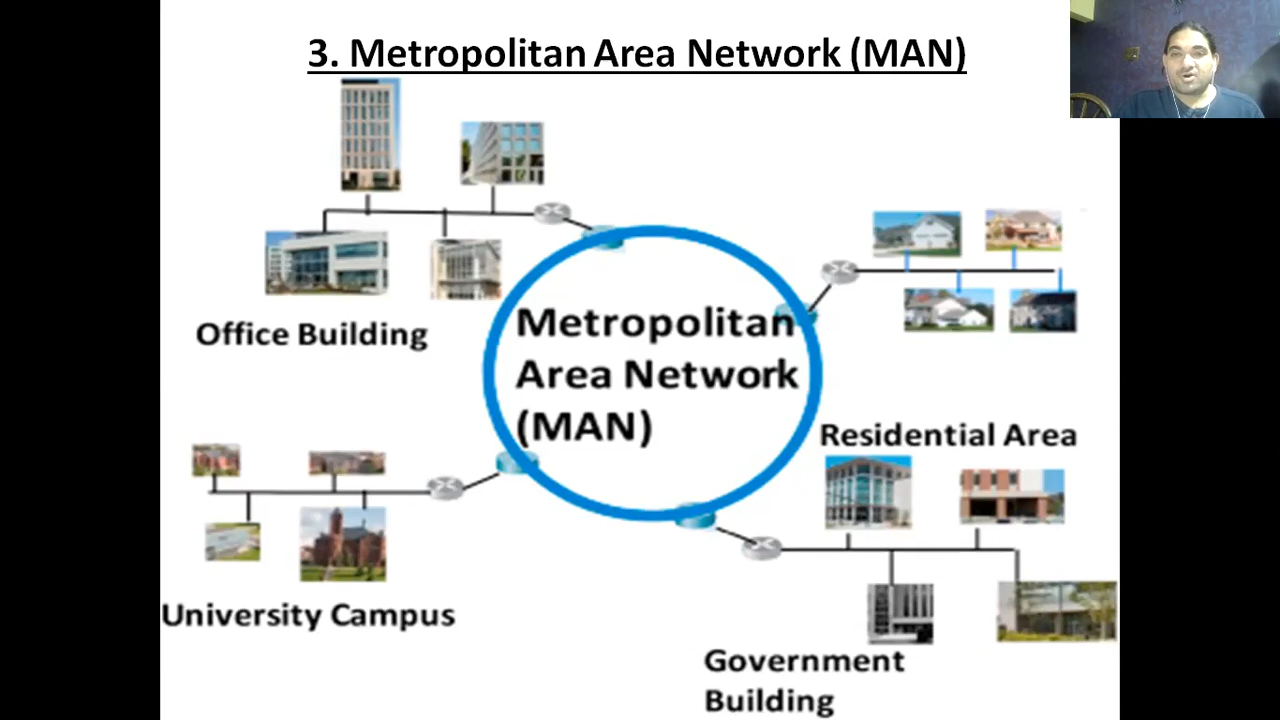 3. Metropolitan Area Network (MAN)
Office Building
Metropolitan
Area Network
(MAN)
Residential Area
University Campus
Government
Building